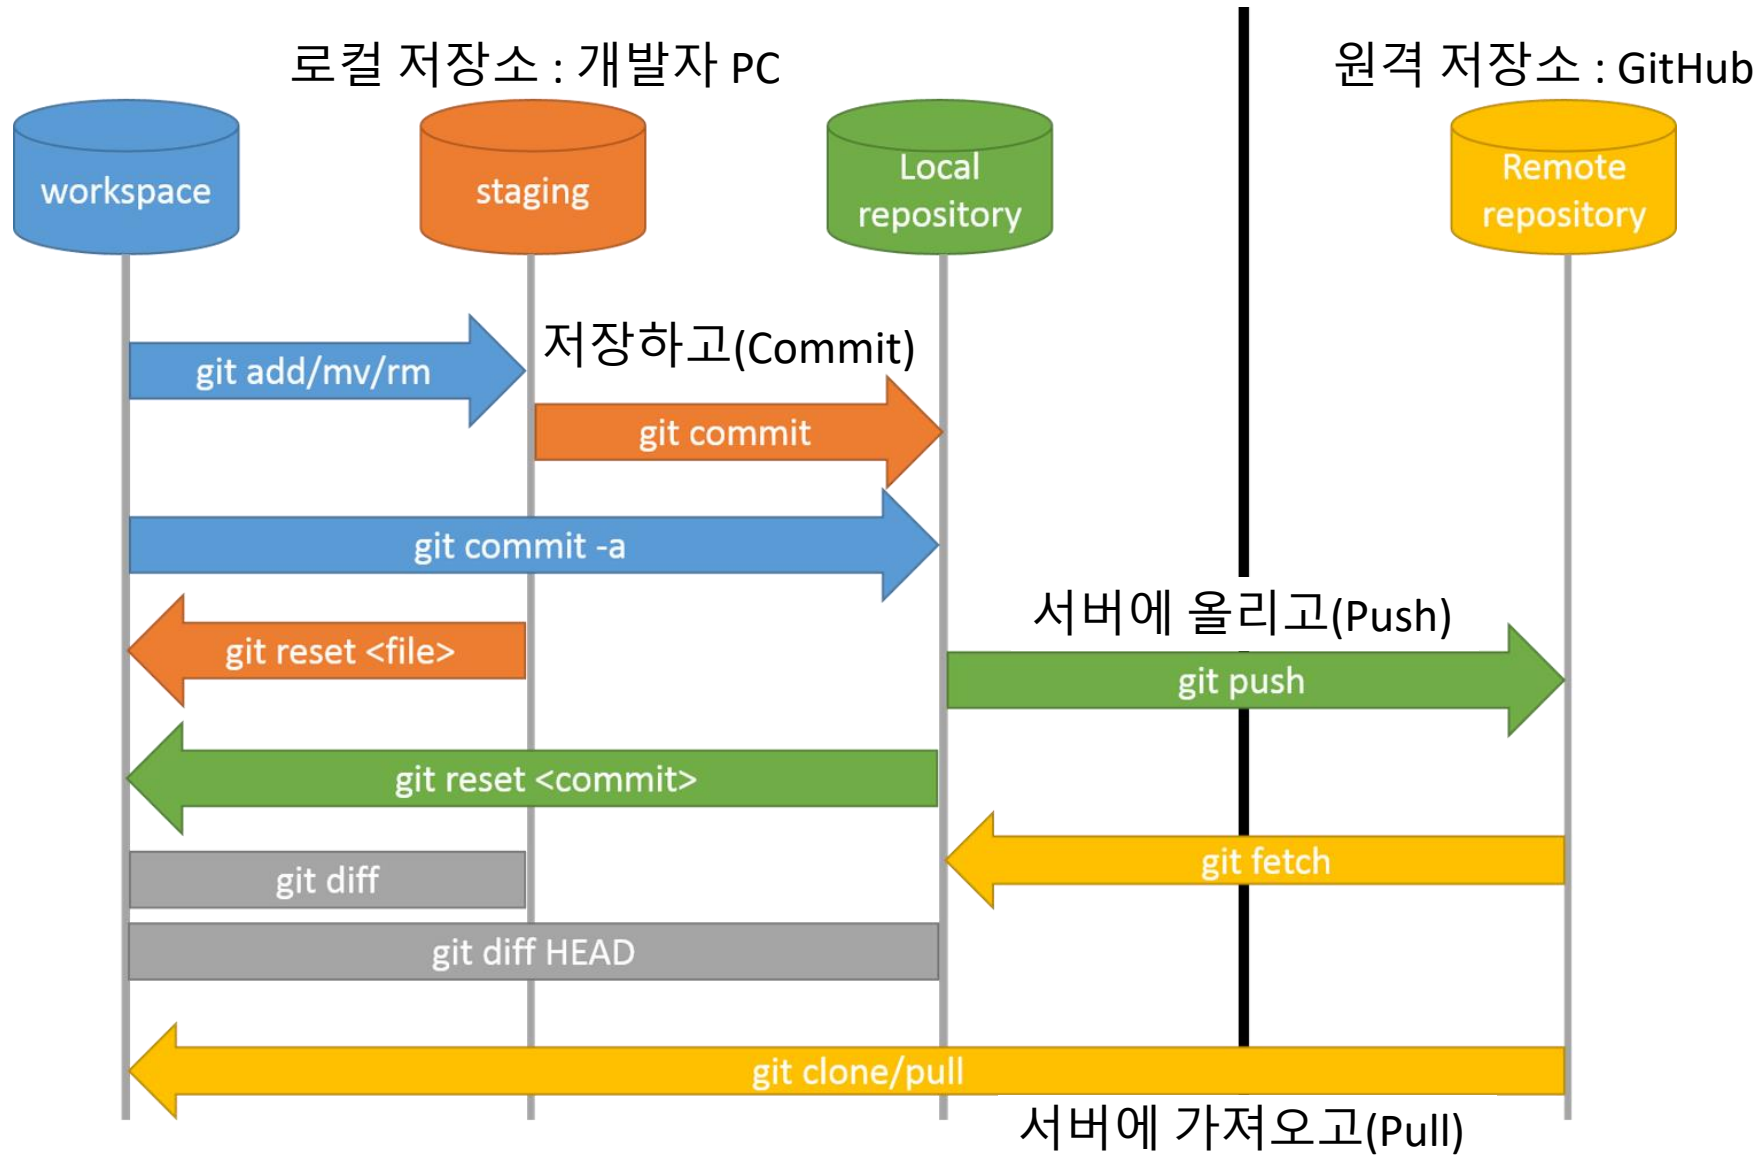 로컬 저장소 : 개발자 PC
원격 저장소 : GitHub
workspace
staging
Local
repository
Remote
repository
저장하고(Commit)
git add/mv/rm
git commit
git commit -a
서버에 올리고(Push)
git reset <file>
git push
git reset <commit>
git fetch
git diff
git diff HEAD
git clone/pull
서버에 가져오고(Pull)